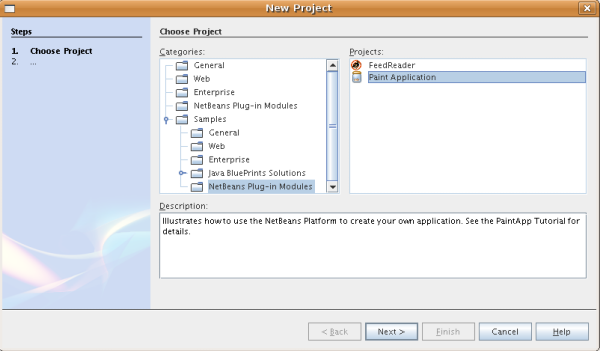 New Project
Steps
1. Choose Project
2. ...
Choose Project
Categories:
General
Web
Enterprise
NetBeans Plug-in Modules
Samples
General
Web
Enterprise
Java BluePrints Solutions
NetBeans Plug-in Modules
Projects:
FeedReader
Paint Application
Description:
Illustrates how to use the NetBeans Platform to create your own application. See the PaintApp Tutorial for
details.
< Back
Next >
Finish
Cancel
Help